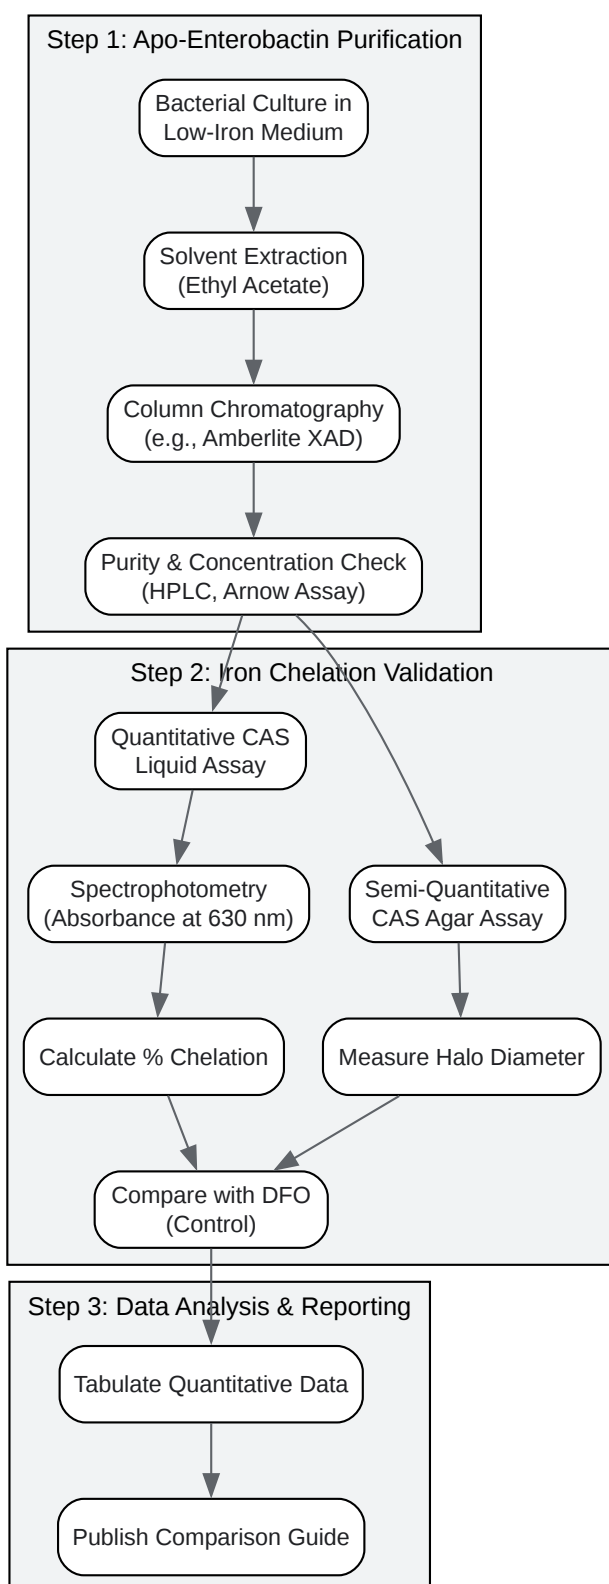 Step 1: Apo-Enterobactin Purification
Bacterial Culture in
Low-Iron Medium
Solvent Extraction
(Ethyl Acetate)
Column Chromatography
(e.g., Amberlite XAD)
Purity & Concentration Check
(HPLC, Arnow Assay)
Step 2: Iron Chelation Validation
Quantitative CAS
Liquid Assay
Spectrophotometry
(Absorbance at 630 nm)
Semi-Quantitative
CAS Agar Assay
Calculate % Chelation
Measure Halo Diameter
Compare with DFO
(Control)
Step 3: Data Analysis & Reporting
Tabulate Quantitative Data
Publish Comparison Guide